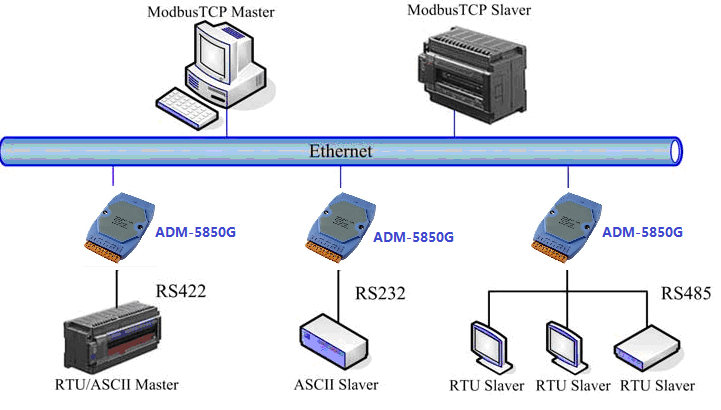 ModbusTCP Master
ModbusTCP Slaver
Ethernet
ADM-5850G
ADM-5850G
ADM-5850G
RS422
RS232
RS485
RTU/ASCII Master
ASCII Slaver
RTU Slaver
RTU Slaver
RTU Slaver